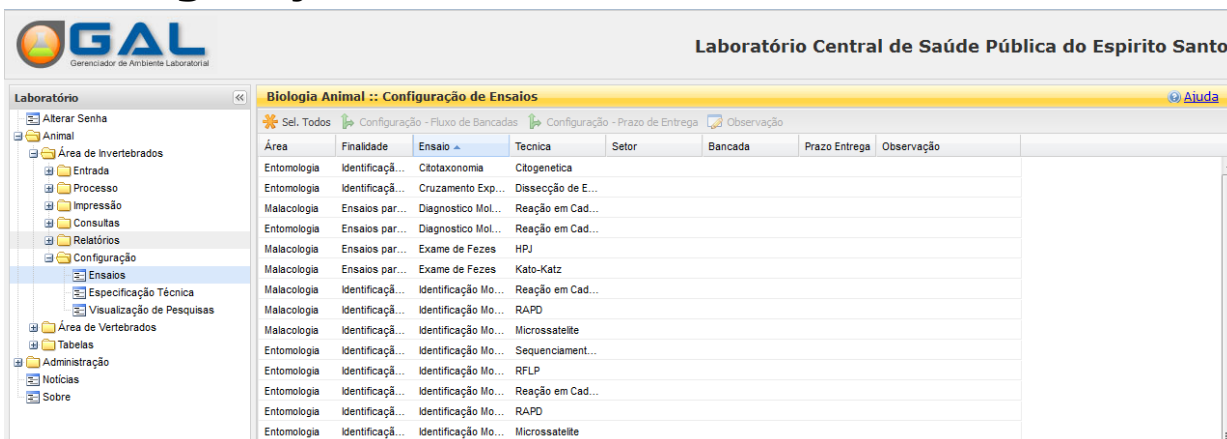 GAL
Gerenciador de Ambiente Laboratorial
Laboratório Central de Saúde Pública do Espirito Santo
Laboratório
Alterar Senha
Animal
Área de Invertebrados
Entrada
Processo
Impressão
Consultas
Relatórios
Configuração
Ensaios
Especificação Técnica
Visualização de Pesquisas
Área de Vertebrados
Tabelas
Administração
Notícias
Sobre
Biologia Animal :: Configuração de Ensaios Ajuda
Sel. Todos Configuração - Fluxo de Bancadas Configuração - Prazo de Entrega Observação
Área Finalidade Ensaio Tecnica Setor Bancada Prazo Entrega Observação
Entomologia Identificaçã... Citotaxonomia Citogenetica
Entomologia Identificaçã... Cruzamento Exp... Dissecção de E...
Malacologia Ensaios par... Diagnostico Mol... Reação em Cad...
Entomologia Ensaios par... Diagnostico Mol... Reação em Cad...
Malacologia Ensaios par... Exame de Fezes HPJ
Malacologia Ensaios par... Exame de Fezes Kato-Katz
Malacologia Identificaçã... Identificação Mo... Reação em Cad...
Malacologia Identificaçã... Identificação Mo... RAPD
Malacologia Identificaçã... Identificação Mo... Microssatelite
Entomologia Identificaçã... Identificação Mo... Sequenciament...
Entomologia Identificaçã... Identificação Mo... RFLP
Entomologia Identificaçã... Identificação Mo... Reação em Cad...
Entomologia Identificaçã... Identificação Mo... RAPD
Entomologia Identificaçã... Identificação Mo... Microssatelite